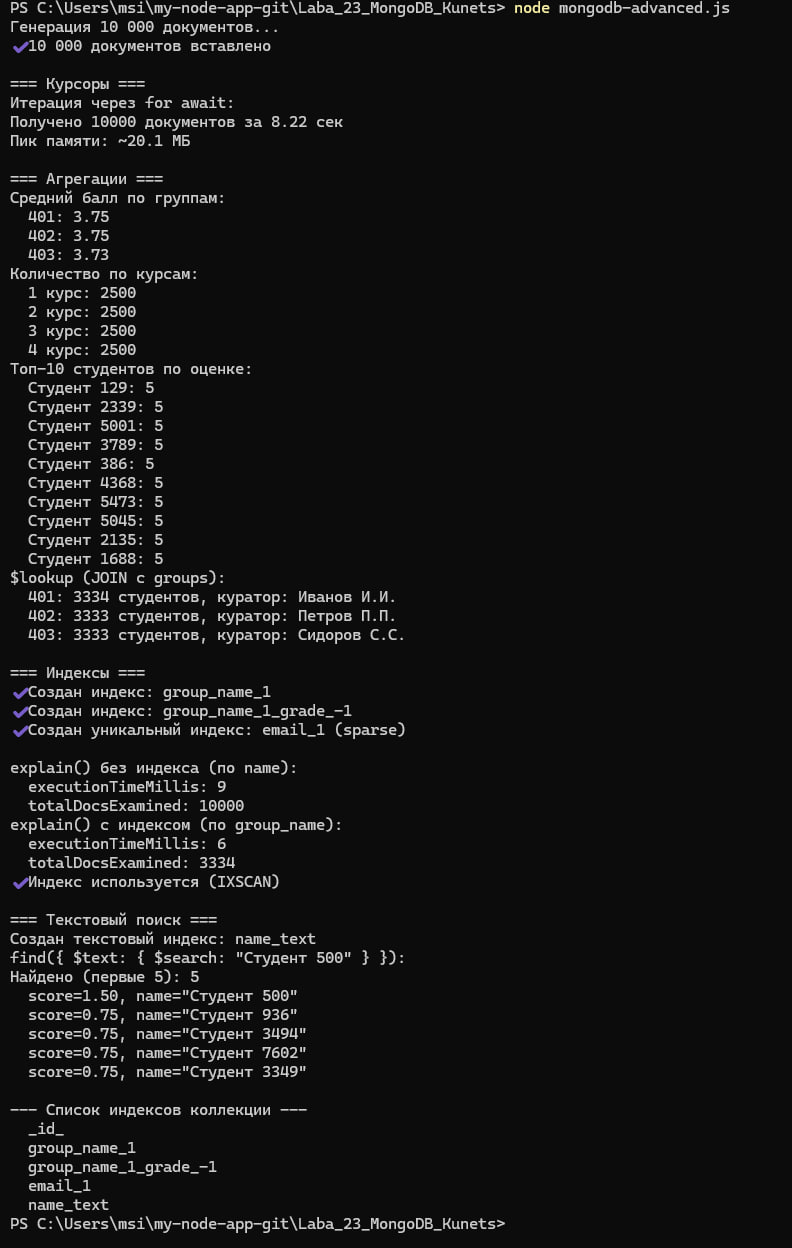 PS C:\Users\msi\my-node-app-git\Laba_23_MongoDB_Kunets> node mongodb-advanced.js
Генерация 10 000 документов...
✔10 000 документов вставлено

=== Курсоры ===
Итерация через for await:
Получено 10000 документов за 8.22 сек
Пик памяти: ~20.1 МБ

=== Агрегации ===
Средний балл по группам:
  401: 3.75
  402: 3.75
  403: 3.73
Количество по курсам:
  1 курс: 2500
  2 курс: 2500
  3 курс: 2500
  4 курс: 2500
Топ-10 студентов по оценке:
  Студент 129: 5
  Студент 2339: 5
  Студент 5001: 5
  Студент 3789: 5
  Студент 386: 5
  Студент 4368: 5
  Студент 5473: 5
  Студент 5045: 5
  Студент 2135: 5
  Студент 1688: 5
$lookup (JOIN с groups):
  401: 3334 студентов, куратор: Иванов И.И.
  402: 3333 студентов, куратор: Петров П.П.
  403: 3333 студентов, куратор: Сидоров С.С.

=== Индексы ===
✔Создан индекс: group_name_1
✔Создан индекс: group_name_1_grade_-1
✔Создан уникальный индекс: email_1 (sparse)

explain() без индекса (по name):
  executionTimeMillis: 9
  totalDocsExamined: 10000
explain() с индексом (по group_name):
  executionTimeMillis: 6
  totalDocsExamined: 3334
✔Индекс используется (IXSCAN)

=== Текстовый поиск ===
Создан текстовый индекс: name_text
find({ $text: { $search: "Студент 500" } }):
Найдено (первые 5): 5
  score=1.50, name="Студент 500"
  score=0.75, name="Студент 936"
  score=0.75, name="Студент 3494"
  score=0.75, name="Студент 7602"
  score=0.75, name="Студент 3349"

--- Список индексов коллекции ---
  _id_
  group_name_1
  group_name_1_grade_-1
  email_1
  name_text
PS C:\Users\msi\my-node-app-git\Laba_23_MongoDB_Kunets>